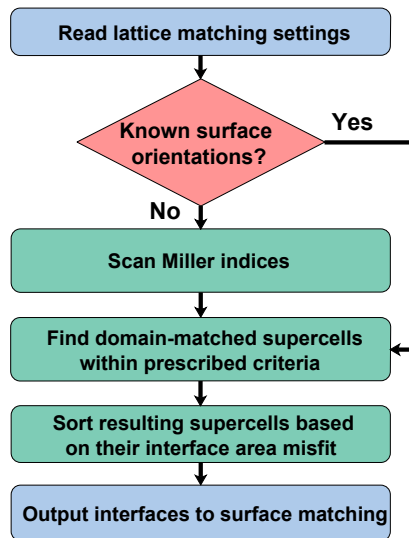 Read lattice matching settings
Known surface
orientations?
Yes
No
Scan Miller indices
Find domain-matched supercells
within prescribed criteria
Sort resulting supercells based
on their interface area misfit
Output interfaces to surface matching